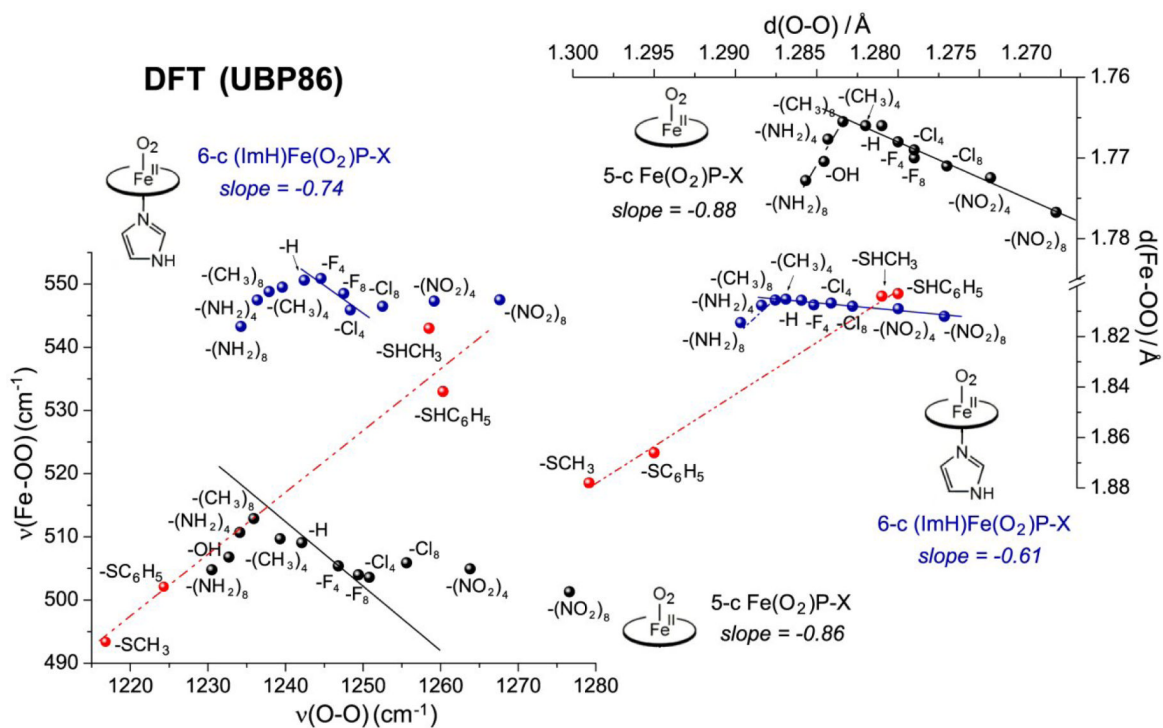 DFT (UBP86)
O₂
Feᴵᴵ
N
NH
6-c (ImH)Fe(O₂)P-X
slope = -0.74
d(O-O) / Å
1.300 1.295 1.290 1.285 1.280 1.275 1.270
O₂
Feᴵᴵ
5-c Fe(O₂)P-X
slope = -0.88
-(CH₃)₈
-(CH₃)₄
-(NH₂)₄
-H
-Cl₄
-F₄
-Cl₈
-OH
-F₈
-(NH₂)₈
-(NO₂)₄
-(NO₂)₈
1.76
1.77
1.78
1.82
1.84
1.86
1.88
d(Fe-OO) / Å
-H
-F₄
-(CH₃)₈
-F₈
-Cl₈
-(NO₂)₄
-(NH₂)₄
-(CH₃)₄
-Cl₄
-(NO₂)₈
-(NH₂)₈
-SHCH₃
-SHC₆H₅
-SHCH₃
-SHC₆H₅
-(CH₃)₈
-(CH₃)₄
-Cl₄
-(NH₂)₄
-H
-F₄
-Cl₈
-(NO₂)₄
-(NO₂)₈
-(NH₂)₈
-SCH₃
-SC₆H₅
O₂
Feᴵᴵ
N
NH
6-c (ImH)Fe(O₂)P-X
slope = -0.61
-(CH₃)₈
-(NH₂)₄
-H
-OH
-(CH₃)₄
-Cl₄
-Cl₈
-SC₆H₅
-(NH₂)₈
-F₄
-F₈
-(NO₂)₄
-(NO₂)₈
-SCH₃
O₂
Feᴵᴵ
5-c Fe(O₂)P-X
slope = -0.86
550
540
530
520
510
500
490
ν(Fe-OO) (cm⁻¹)
1220 1230 1240 1250 1260 1270 1280
ν(O-O) (cm⁻¹)